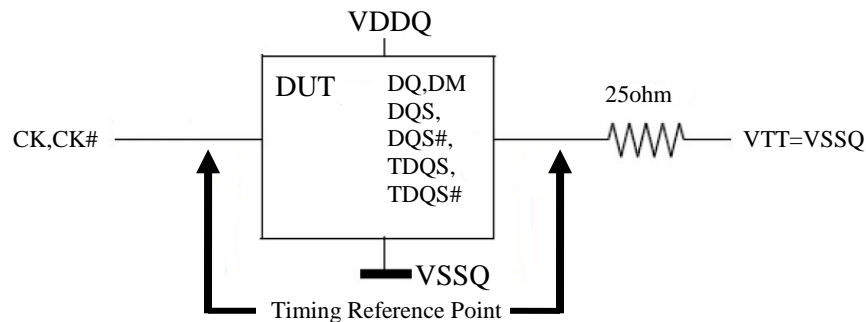 VDDQ
DUT
DQ,DM
DQS,
DQS#,
TDQS,
TDQS#
25ohm
CK,CK#
VTT=VSSQ
VSSQ
Timing Reference Point